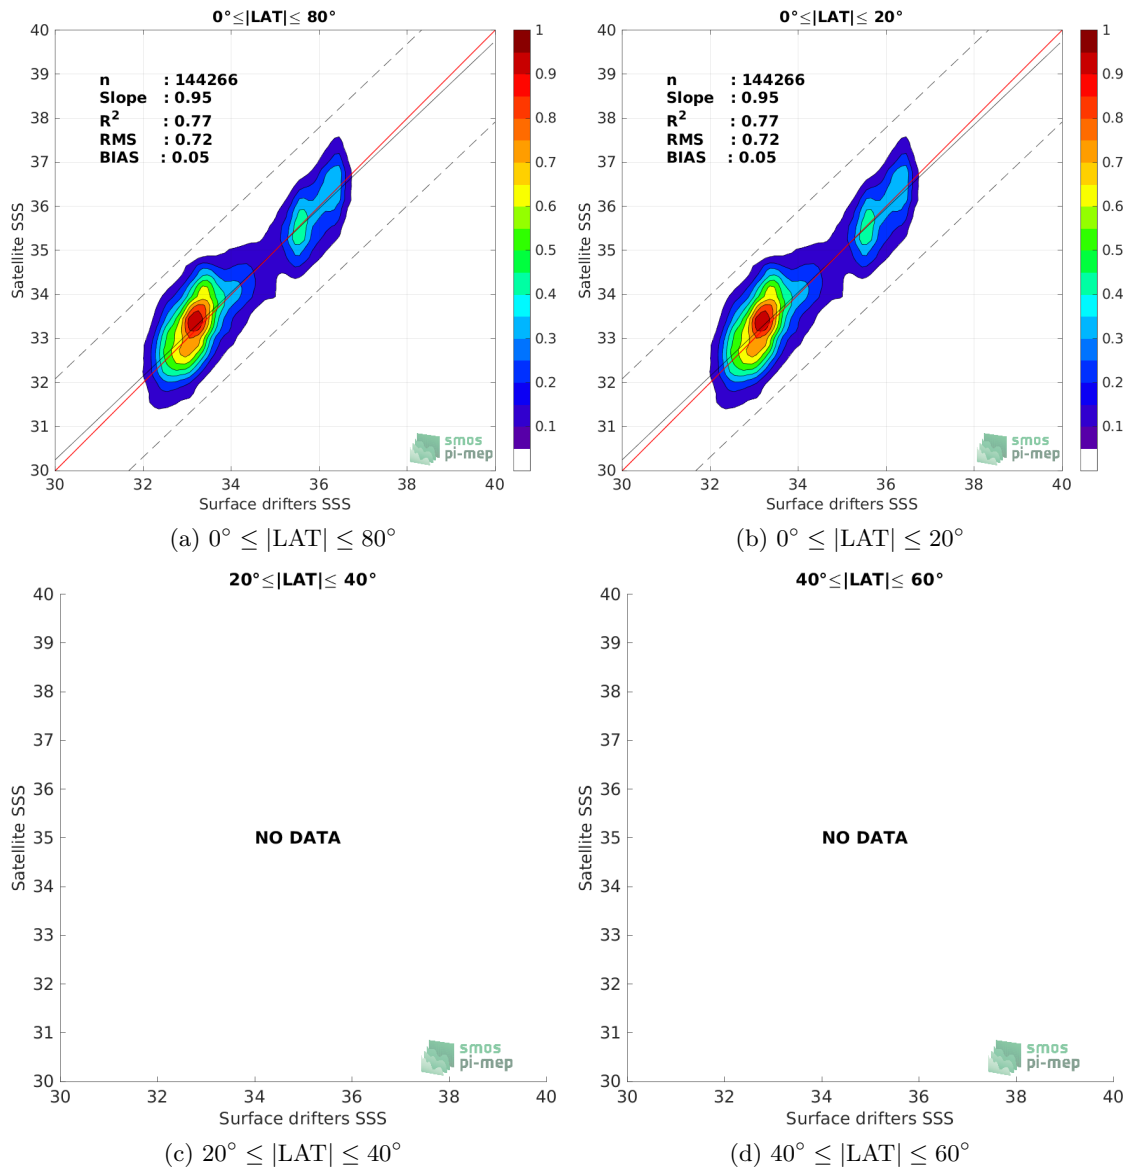 0°≤|LAT|≤ 80°
40
39
38
37
36
35
34
33
32
31
30
Satellite SSS
n : 144266
Slope : 0.95
R2 : 0.77
RMS : 0.72
BIAS : 0.05
1
0.9
0.8
0.7
0.6
0.5
0.4
0.3
0.2
0.1
smos
pi-mep
30 32 34 36 38 40
Surface drifters SSS
(a) 0° ≤ |LAT| ≤ 80°
0°≤|LAT|≤ 20°
40
39
38
37
36
35
34
33
32
31
30
Satellite SSS
n : 144266
Slope : 0.95
R2 : 0.77
RMS : 0.72
BIAS : 0.05
1
0.9
0.8
0.7
0.6
0.5
0.4
0.3
0.2
0.1
smos
pi-mep
30 32 34 36 38 40
Surface drifters SSS
(b) 0° ≤ |LAT| ≤ 20°
20°≤|LAT|≤ 40°
40
39
38
37
36
35
34
33
32
31
30
Satellite SSS
NO DATA
smos
pi-mep
30 32 34 36 38 40
Surface drifters SSS
(c) 20° ≤ |LAT| ≤ 40°
40°≤|LAT|≤ 60°
40
39
38
37
36
35
34
33
32
31
30
Satellite SSS
NO DATA
smos
pi-mep
30 32 34 36 38 40
Surface drifters SSS
(d) 40° ≤ |LAT| ≤ 60°